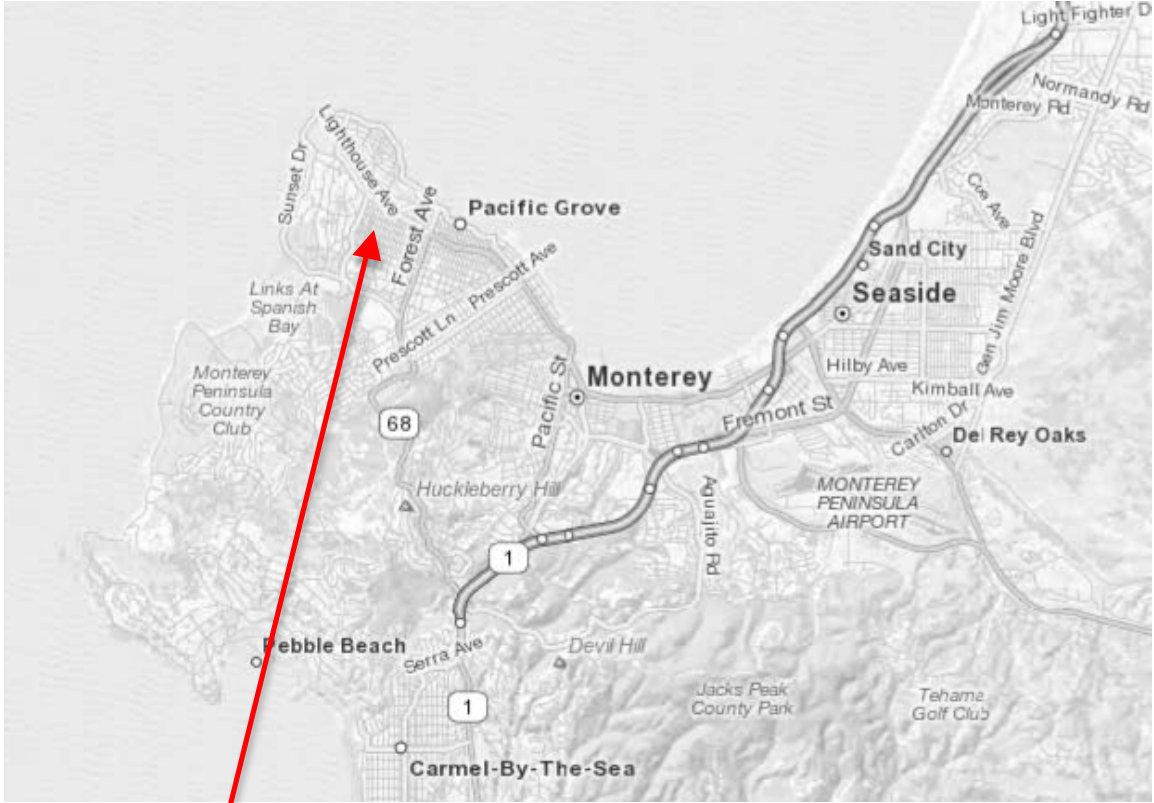 Light Fighter D
Normandy Rd
Monterey Rd
Lighthouse Ave
Sunset Dr
Coe Ave
Pacific Grove
Forest Ave
Sand City
Prescott Ave
Links At
Spanish
Bay
Seaside
Gen Jim Moore Blvd
Prescott Ln
Monterey
Peninsula
Country
Club
Hilby Ave
Monterey
Kimball Ave
Pacific St
68
Fremont St
Carlton Dr
Del Rey Oaks
Huckleberry Hill
MONTEREY
PENINSULA
AIRPORT
Aguajito Rd
1
Pebble Beach
Serra Ave
Devil Hill
Jacks Peak
County Park
Tehama
Golf Club
1
Carmel-By-The-Sea